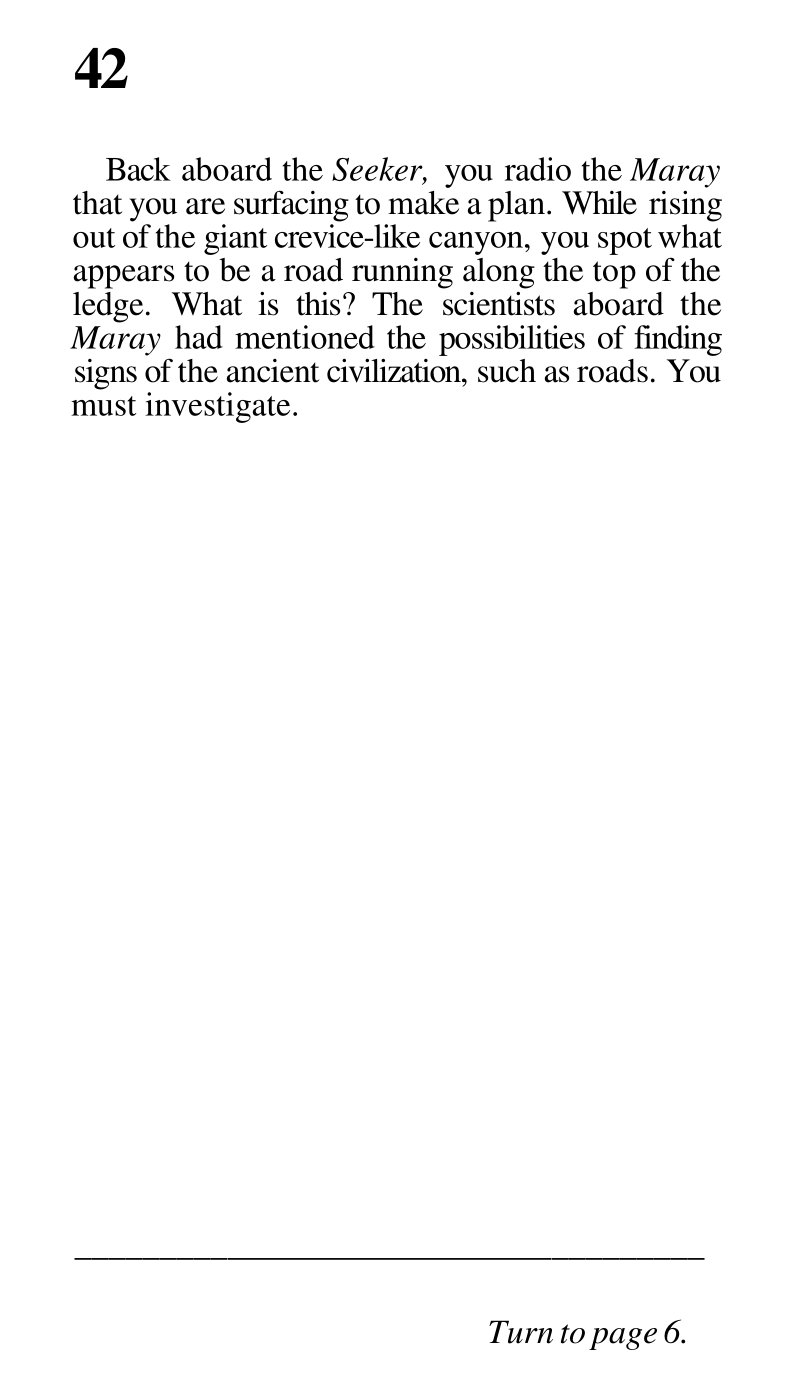 42
Back aboard the Seeker, you radio the Maray
that you are surfacing to make a plan. While rising
out of the giant crevice-like canyon, you spot what
appears to be a road running along the top of the
ledge. What is this? The scientists aboard the
Maray had mentioned the possibilities of finding
signs of the ancient civilization, such as roads. You
must investigate.
Turn to page 6.